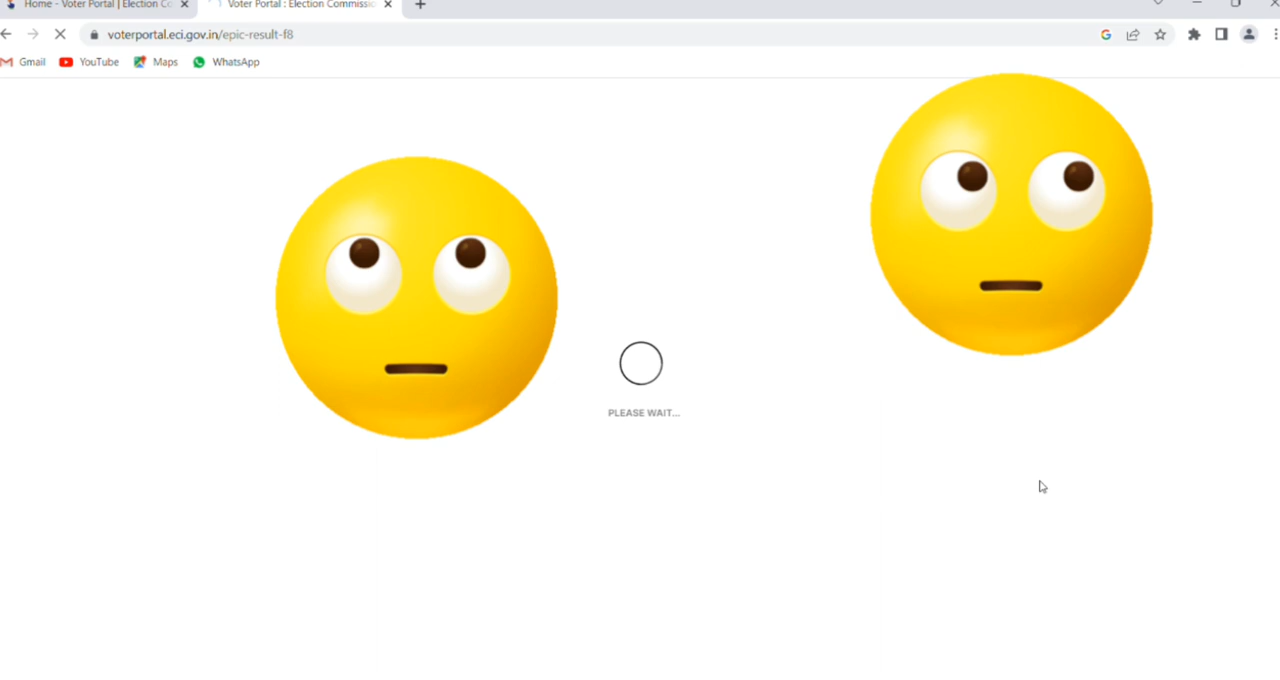 Home - Voter Portal | Election Co
Voter Portal : Election Commissio
voterportal.eci.gov.in/epic-result-f8
Gmail YouTube Maps WhatsApp
PLEASE WAIT...